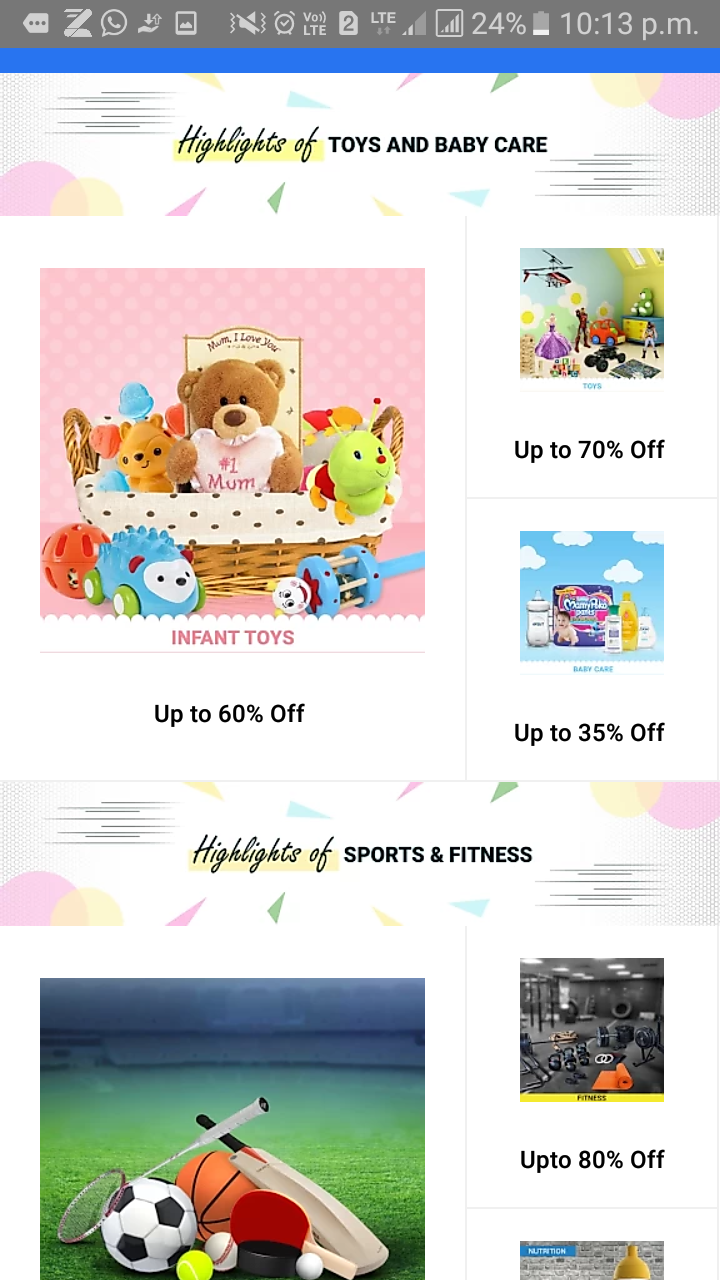 Vo))
LTE
2
LTE
24%
10:13 p.m.
Highlights of TOYS AND BABY CARE
Mum, I Love You
#1
Mum
INFANT TOYS
Up to 60% Off
TOYS
Up to 70% Off
MamyPoko
pants
BABY CARE
Up to 35% Off
Highlights of SPORTS & FITNESS
FITNESS
Upto 80% Off
NUTRITION